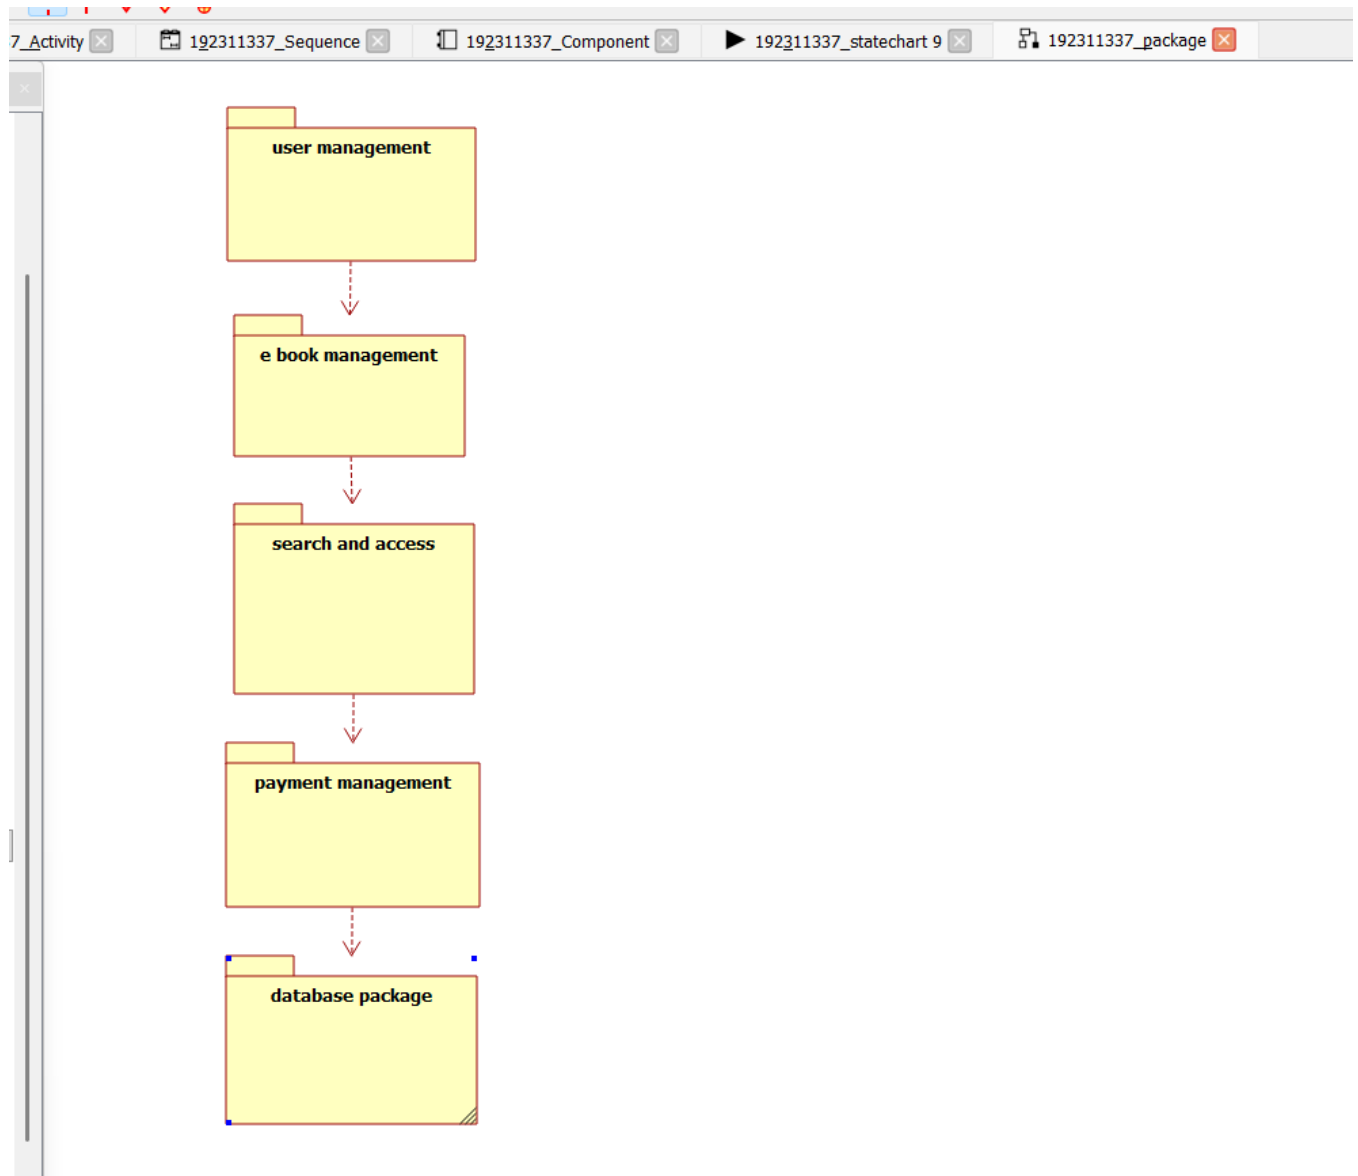 7_Activity
192311337_Sequence
192311337_Component
192311337_statechart 9
192311337_package
user management
e book management
search and access
payment management
database package